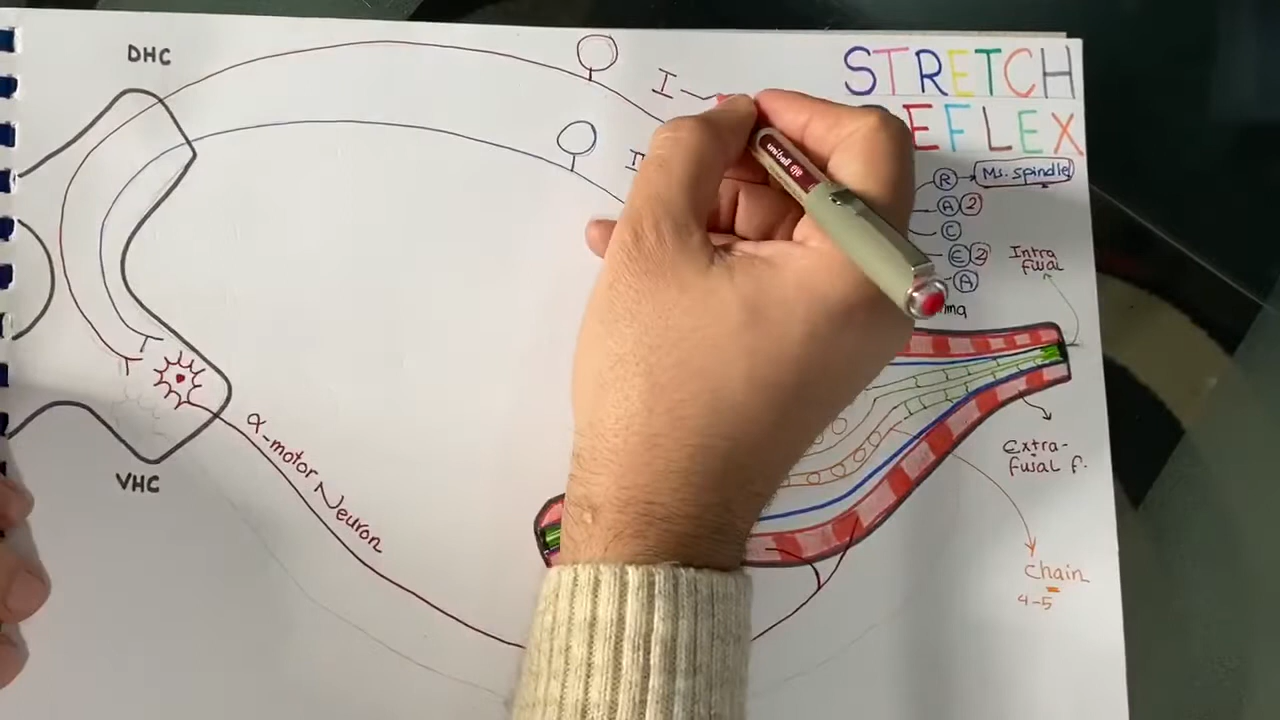 DHC
I
STRETCH
EFLEX
R → Ms. spindle
A 2
C
E 2
A
Intra
fusal
uniball eye
α-motor Neuron
VHC
Extra-
fusal f.
chain
4-5